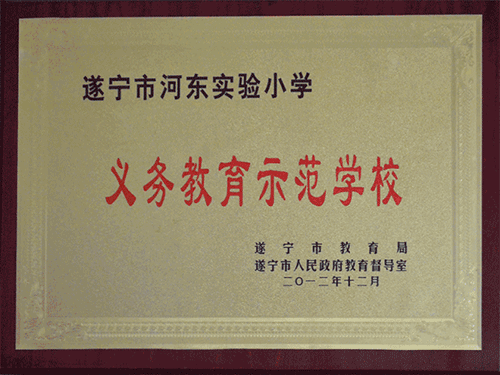 遂宁市河东实验小学
义务教育示范学校
遂宁市教育局
遂宁市人民政府教育督导室
二〇一二年十二月